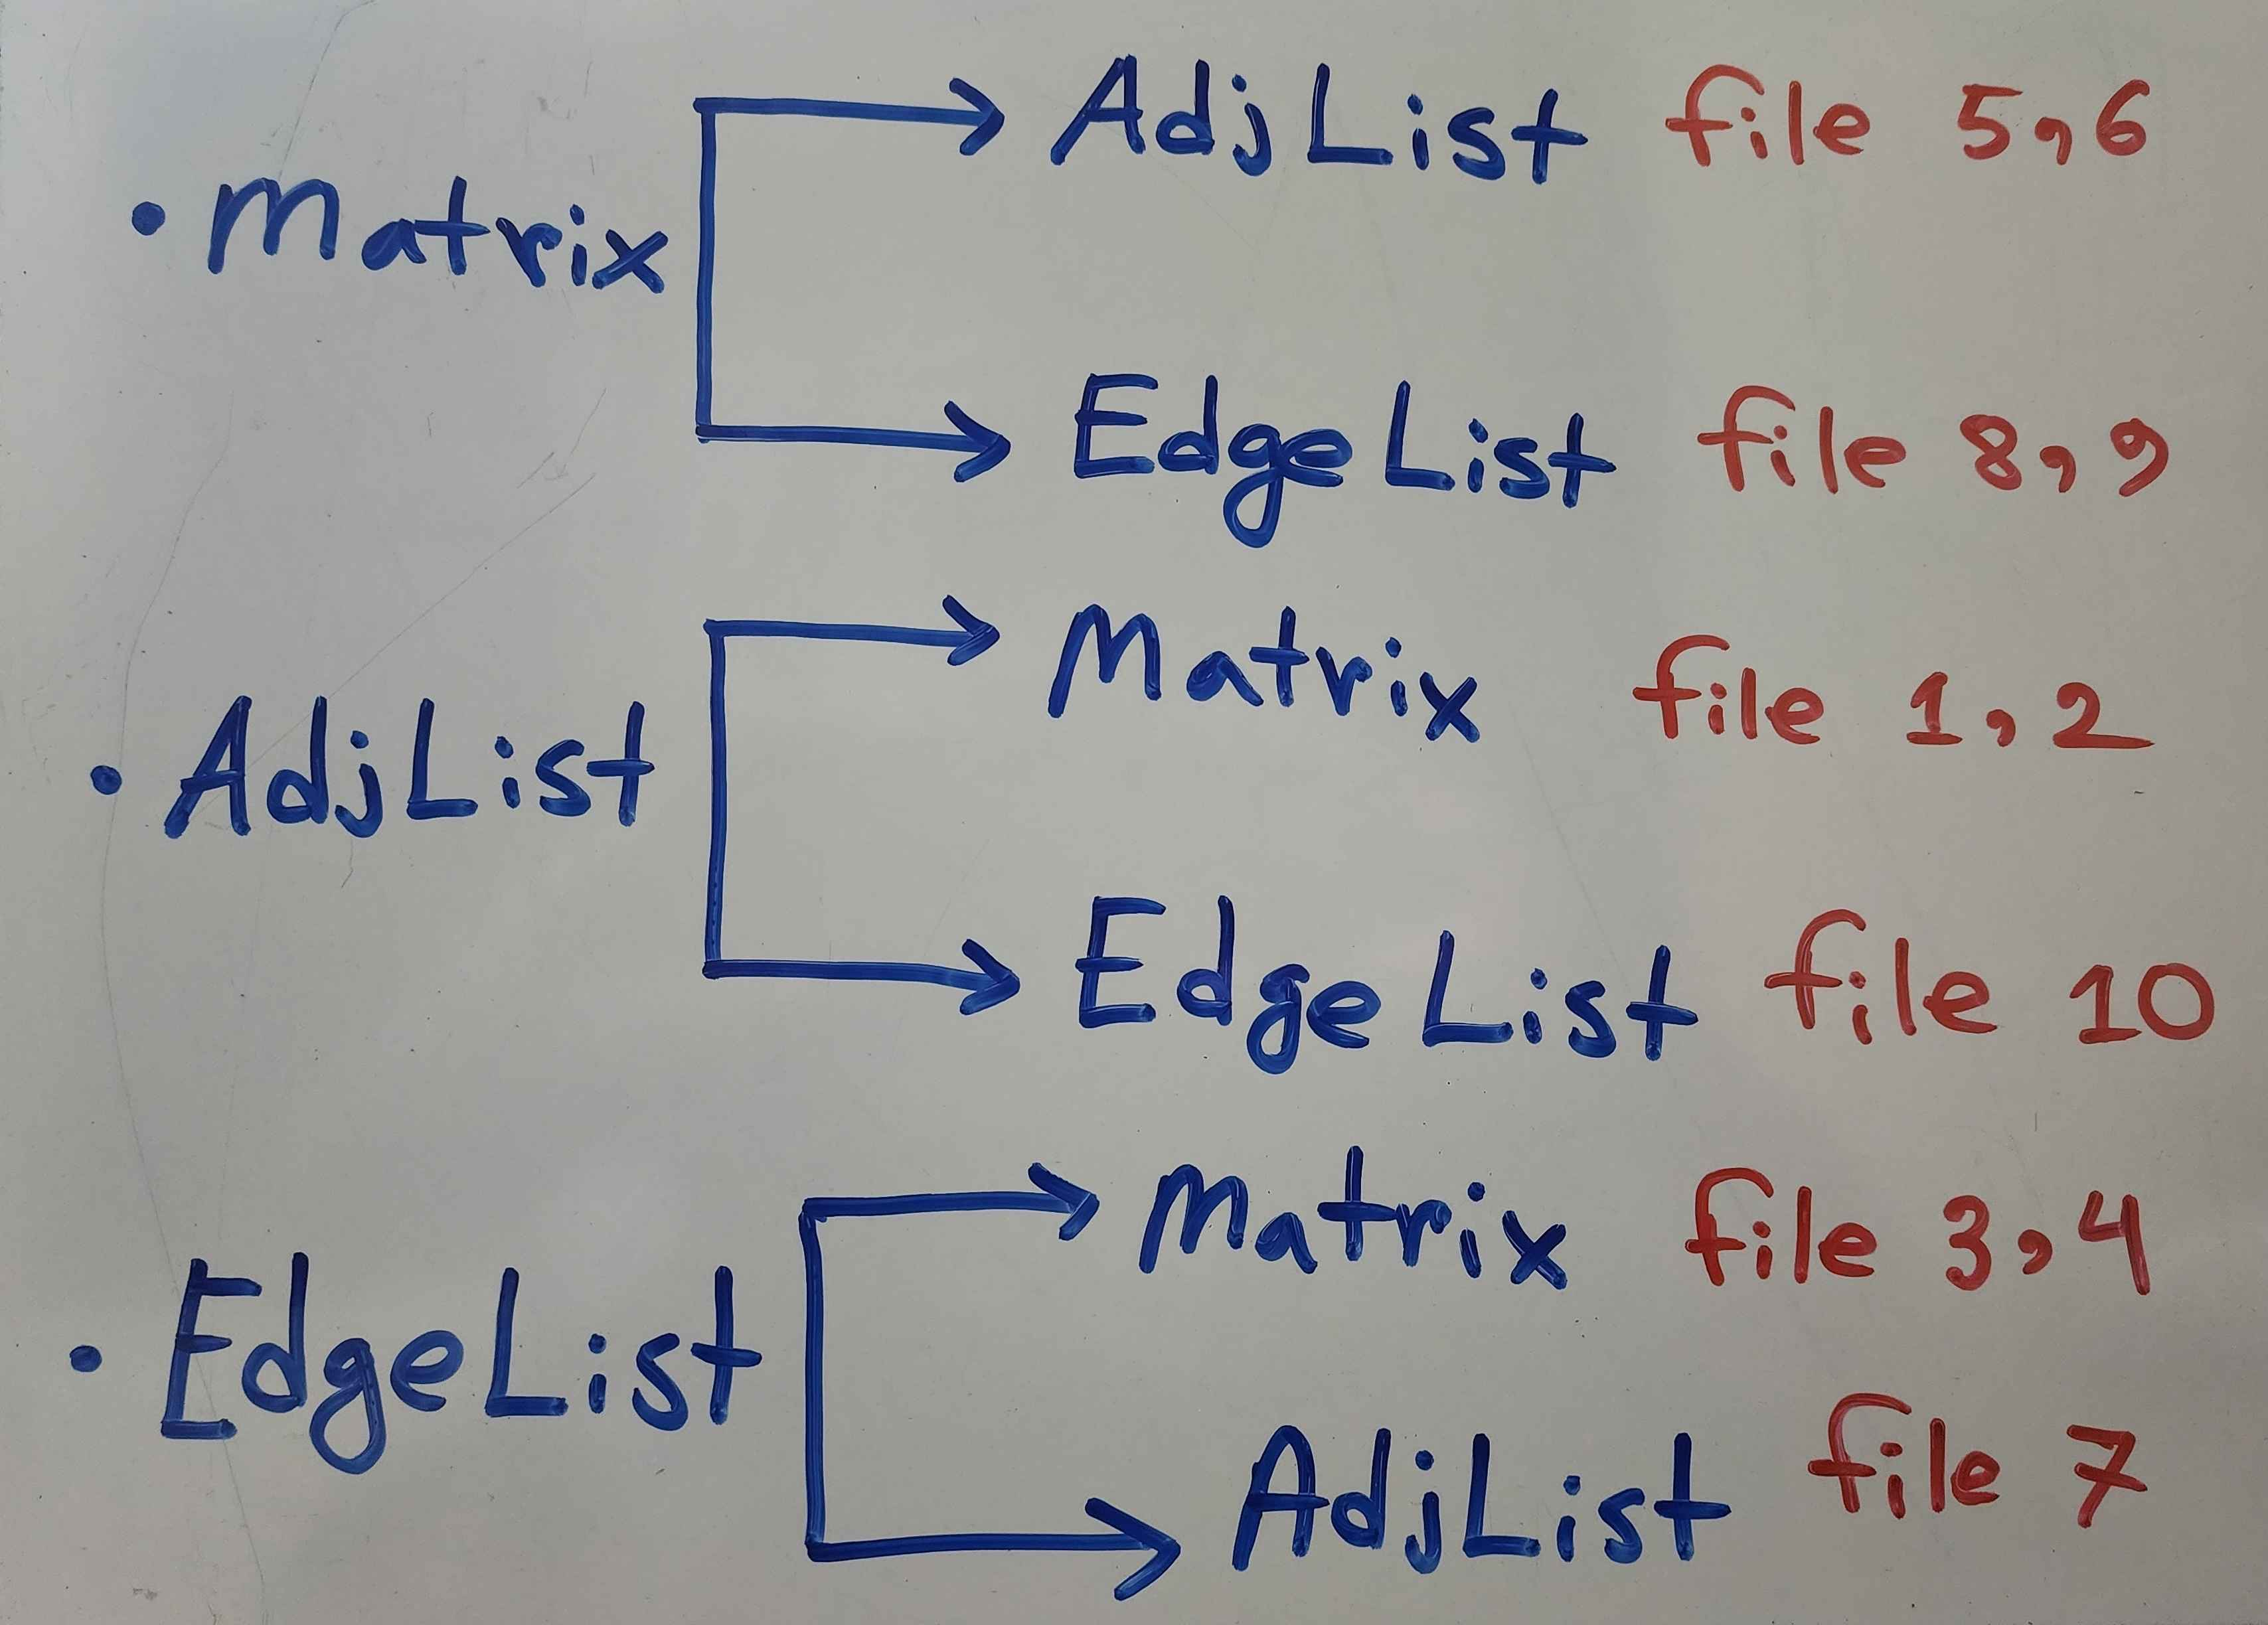 AdjList file 5,6
• Matrix
EdgeList file 8,9
Matrix file 1,2
• AdjList
EdgeList file 10
Matrix file 3,4
• EdgeList
AdjList file 7